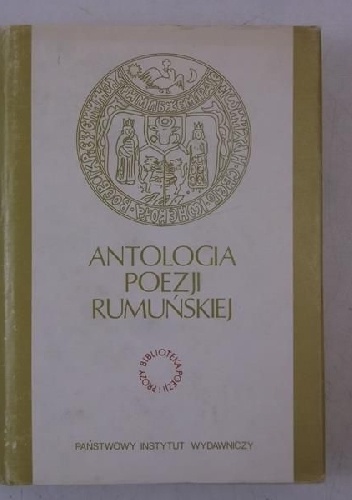 ANTOLOGIA
POEZJI
RUMUŃSKIEJ
BIBLIOTEKA POEZJI I PROZY
PAŃSTWOWY INSTYTUT WYDAWNICZY